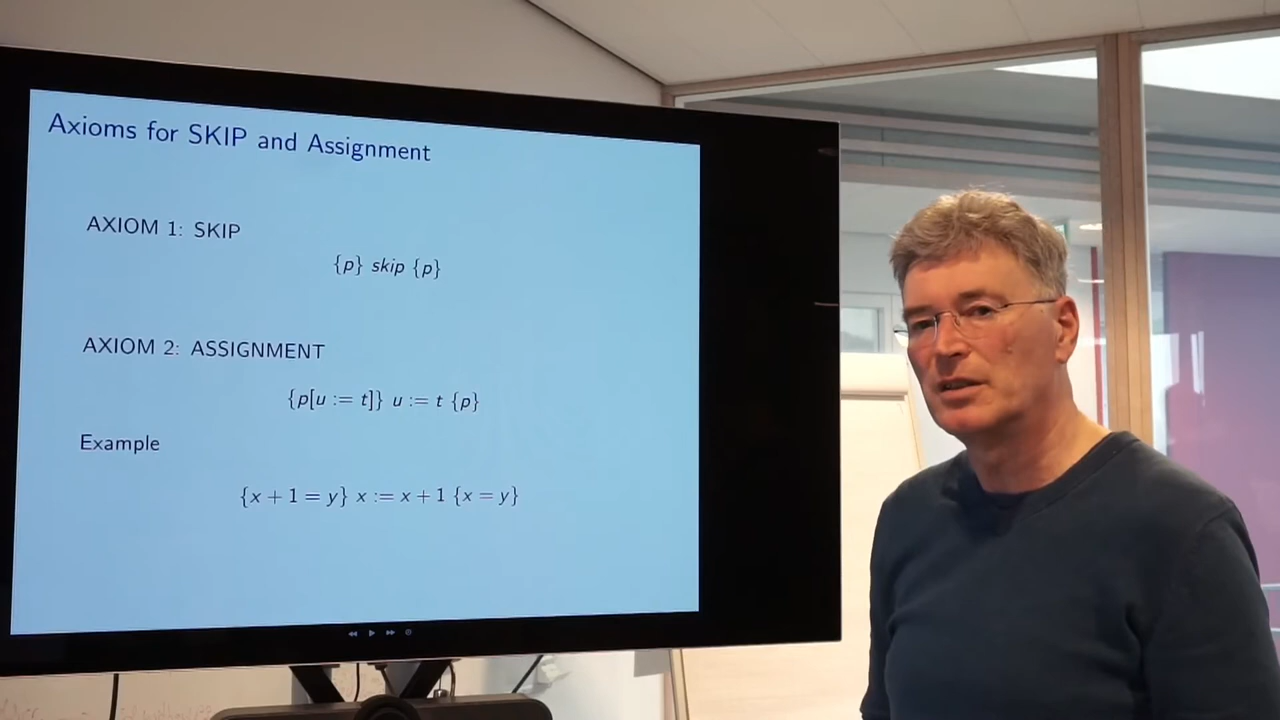 Axioms for SKIP and Assignment
AXIOM 1: SKIP
{p} skip {p}
AXIOM 2: ASSIGNMENT
{p[u := t]} u := t {p}
Example
{x + 1 = y} x := x + 1 {x = y}